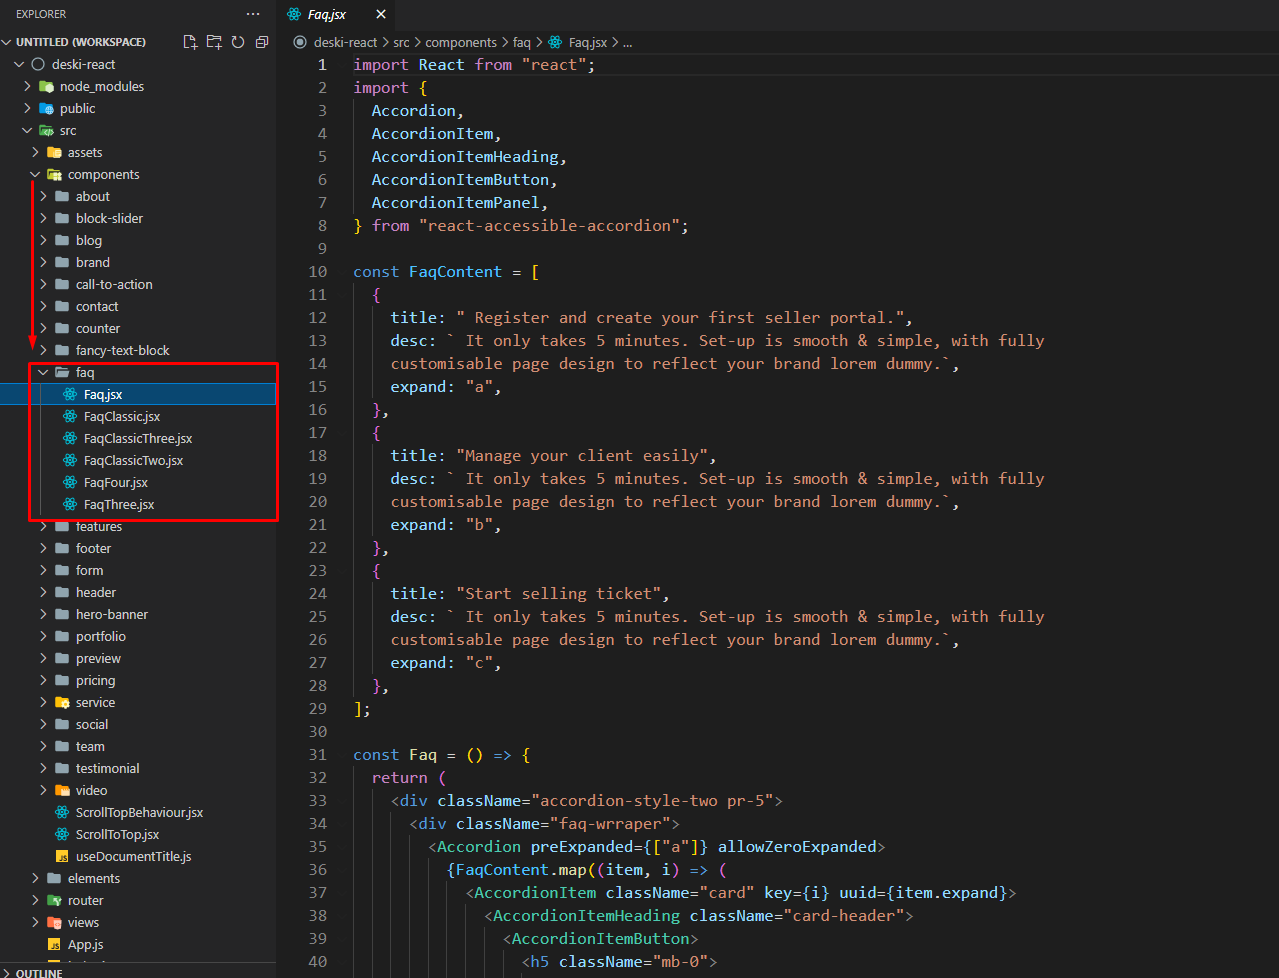 EXPLORER
UNTITLED (WORKSPACE)
deski-react
node_modules
public
src
assets
components
about
block-slider
blog
brand
call-to-action
contact
counter
fancy-text-block
faq
Faq.jsx
FaqClassic.jsx
FaqClassicThree.jsx
FaqClassicTwo.jsx
FaqFour.jsx
FaqThree.jsx
features
footer
form
header
hero-banner
portfolio
preview
pricing
service
social
team
testimonial
video
ScrollTopBehaviour.jsx
ScrollToTop.jsx
JS useDocumentTitle.js
elements
router
views
JS App.js
OUTLINE
Faq.jsx
deski-react > src > components > faq > Faq.jsx > ...
1 import React from "react";
2 import {
3 Accordion,
4 AccordionItem,
5 AccordionItemHeading,
6 AccordionItemButton,
7 AccordionItemPanel,
8 } from "react-accessible-accordion";
9
10 const FaqContent = [
11 {
12 title: " Register and create your first seller portal.",
13 desc: ` It only takes 5 minutes. Set-up is smooth & simple, with fully
14 customisable page design to reflect your brand lorem dummy.`,
15 expand: "a",
16 },
17 {
18 title: "Manage your client easily",
19 desc: ` It only takes 5 minutes. Set-up is smooth & simple, with fully
20 customisable page design to reflect your brand lorem dummy.`,
21 expand: "b",
22 },
23 {
24 title: "Start selling ticket",
25 desc: ` It only takes 5 minutes. Set-up is smooth & simple, with fully
26 customisable page design to reflect your brand lorem dummy.`,
27 expand: "c",
28 },
29 ];
30
31 const Faq = () => {
32 return (
33 <div className="accordion-style-two pr-5">
34 <div className="faq-wrraper">
35 <Accordion preExpanded={["a"]} allowZeroExpanded>
36 {FaqContent.map((item, i) => (
37 <AccordionItem className="card" key={i} uuid={item.expand}>
38 <AccordionItemHeading className="card-header">
39 <AccordionItemButton>
40 <h5 className="mb-0">